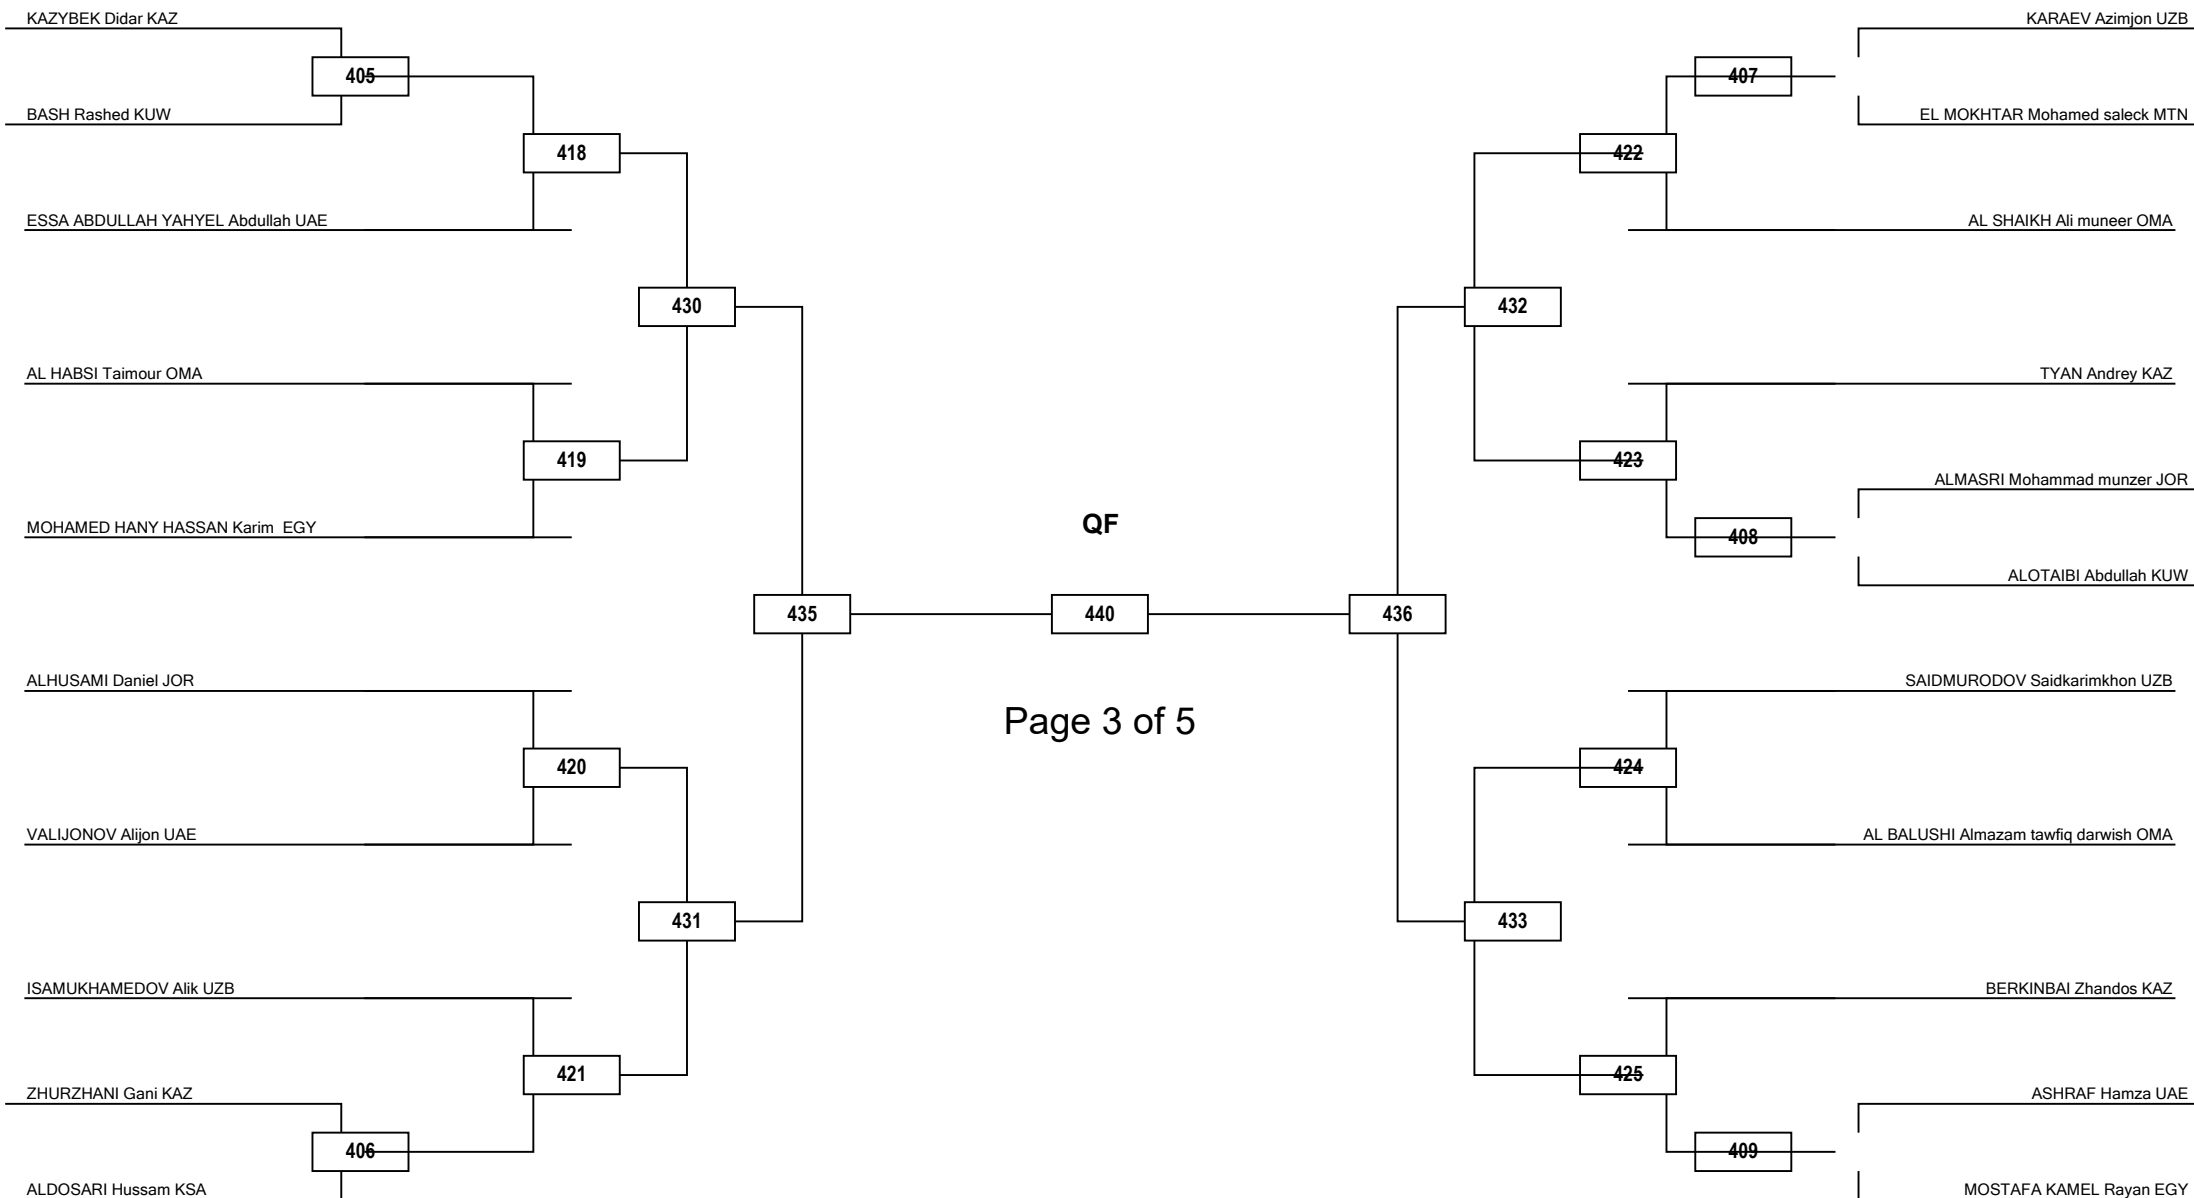 KAZYBEK Didar KAZ
KARAEV Azimjon UZB
405
407
BASH Rashed KUW
EL MOKHTAR Mohamed saleck MTN
418
422
ESSA ABDULLAH YAHYEL Abdullah UAE
AL SHAIKH Ali muneer OMA
430
432
AL HABSI Taimour OMA
TYAN Andrey KAZ
419
423
ALMASRI Mohammad munzer JOR
MOHAMED HANY HASSAN Karim  EGY
QF
408
ALOTAIBI Abdullah KUW
435
440
436
ALHUSAMI Daniel JOR
SAIDMURODOV Saidkarimkhon UZB
Page 3 of 5
420
424
VALIJONOV Alijon UAE
AL BALUSHI Almazam tawfiq darwish OMA
431
433
ISAMUKHAMEDOV Alik UZB
BERKINBAI Zhandos KAZ
421
425
ZHURZHANI Gani KAZ
ASHRAF Hamza UAE
406
409
ALDOSARI Hussam KSA
MOSTAFA KAMEL Rayan EGY